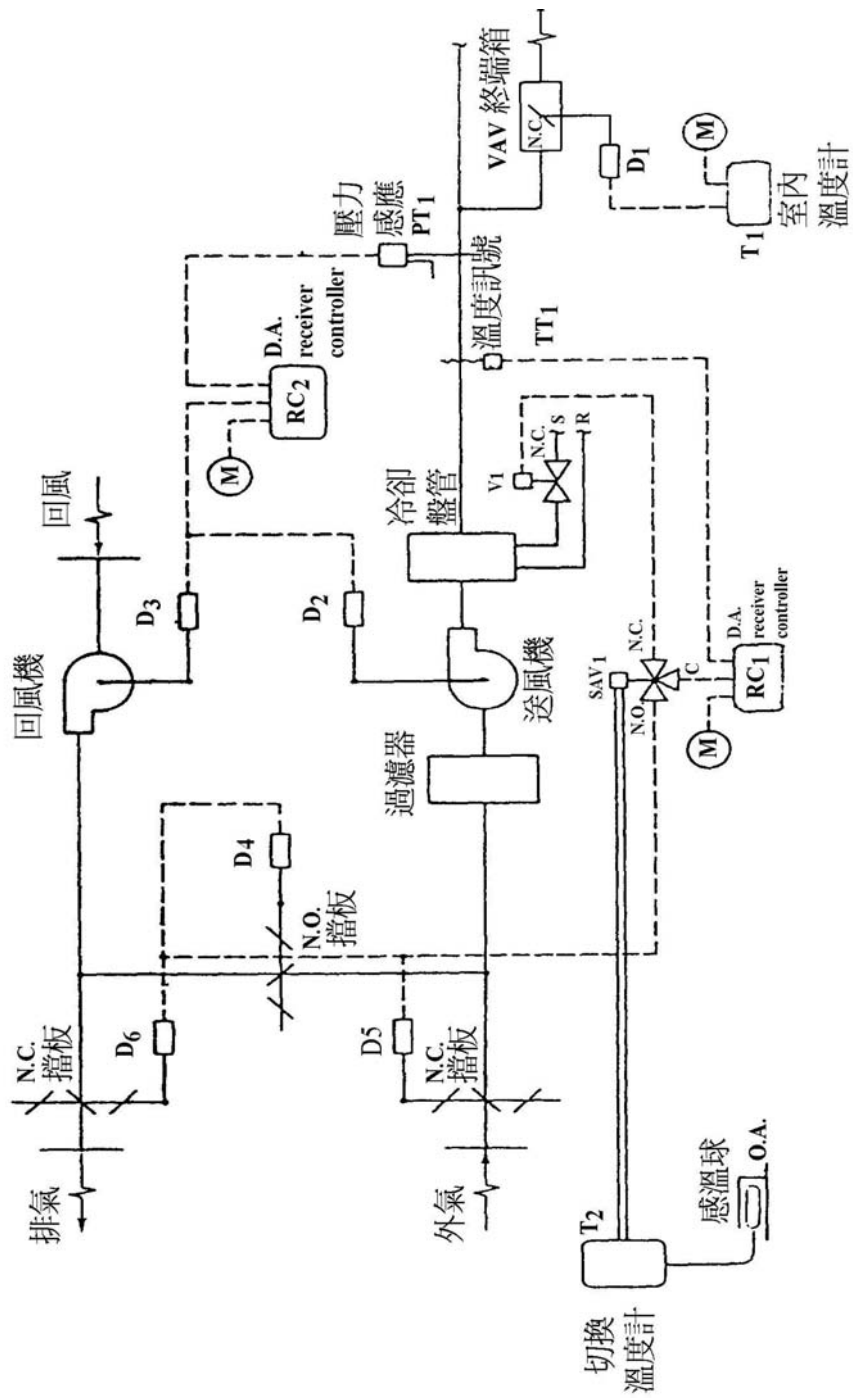 排氣
N.C.
擋板
D6
回風機
回風
D3
D4
N.O.
擋板
M
RC2
D.A.
receiver
controller
壓力
感應
PT1
外氣
D5
N.C.
擋板
過濾器
送風機
D2
冷卻
盤管
V1
N.C.
S
R
溫度訊號
TT1
VAV 終端箱
N.C.
D1
M
T1
室內
溫度計
切換
溫度計
T2
感溫球
O.A.
SAV1
N.O.
N.C.
C
M
RC1
D.A.
receiver
controller